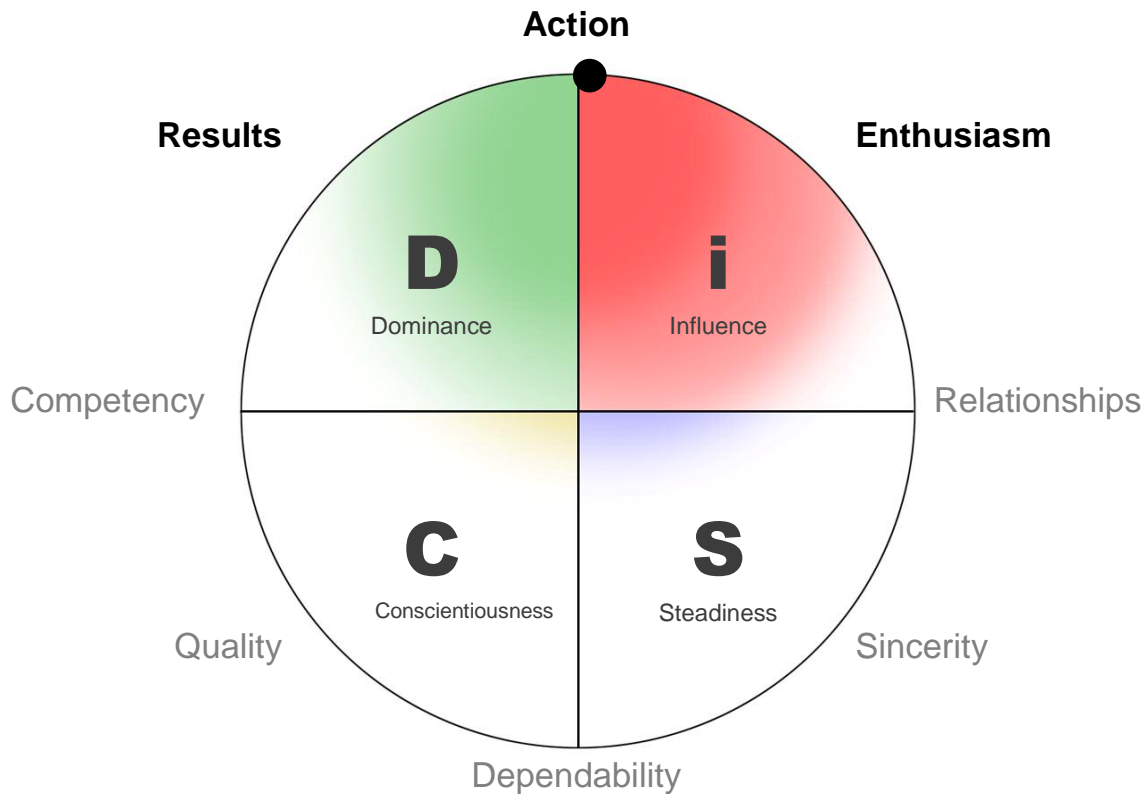 Action
Results
Enthusiasm
D
i
Dominance
Influence
Competency
Relationships
C
S
Conscientiousness
Steadiness
Quality
Sincerity
Dependability